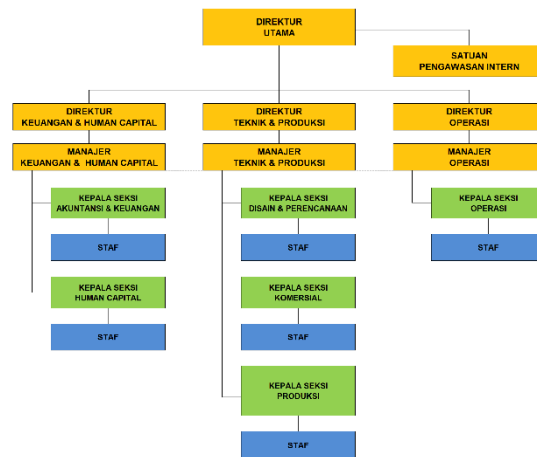 DIREKTUR
UTAMA
SATUAN
PENGAWASAN INTERN
DIREKTUR
KEUANGAN & HUMAN CAPITAL
DIREKTUR
TEKNIK & PRODUKSI
DIREKTUR
OPERASI
MANAJER
KEUANGAN & HUMAN CAPITAL
MANAJER
TEKNIK & PRODUKSI
MANAJER
OPERASI
KEPALA SEKSI
AKUNTANSI & KEUANGAN
KEPALA SEKSI
DISAIN & PERENCANAAN
KEPALA SEKSI
OPERASI
STAF
STAF
STAF
KEPALA SEKSI
HUMAN CAPITAL
KEPALA SEKSI
KOMERSIAL
STAF
STAF
KEPALA SEKSI
PRODUKSI
STAF